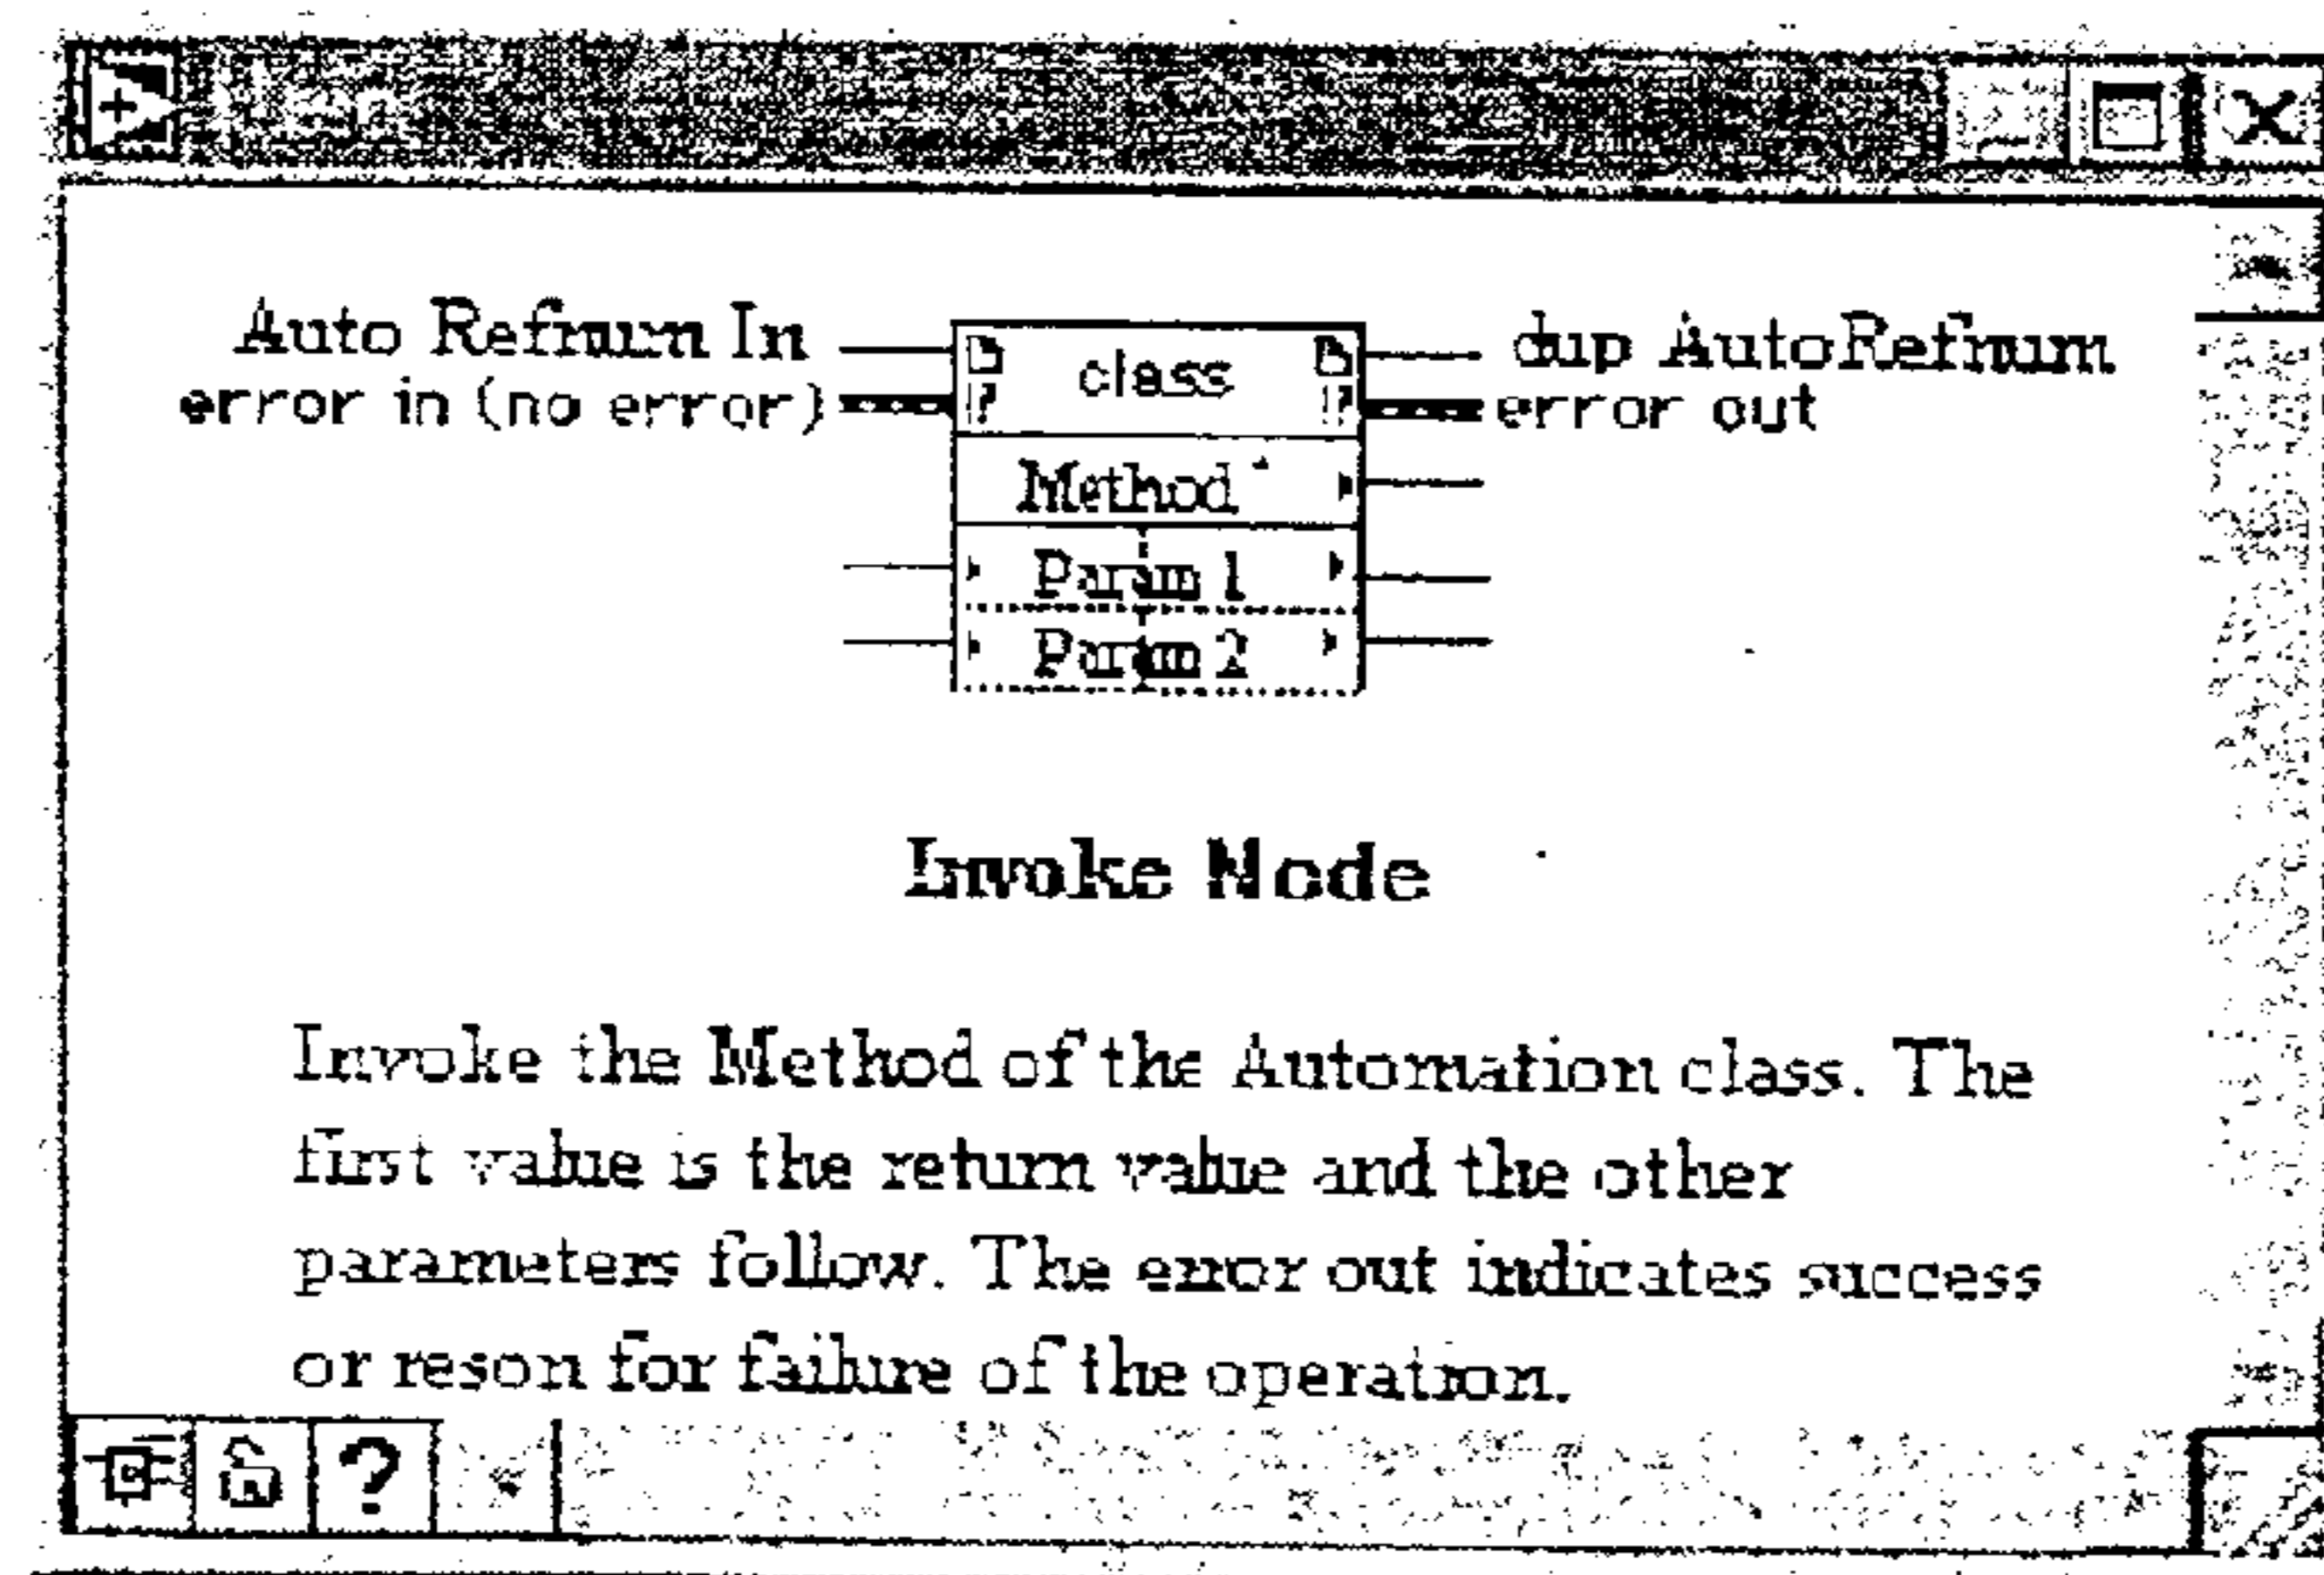 Auto Refnum In
class
dup AutoRefnum
error in (no error)
error out
Method
Param 1
Param 2
Invoke Node
Invoke the Method of the Automation class. The
first value is the return value and the other
parameters follow. The error out indicates success
or reson for failure of the operation.